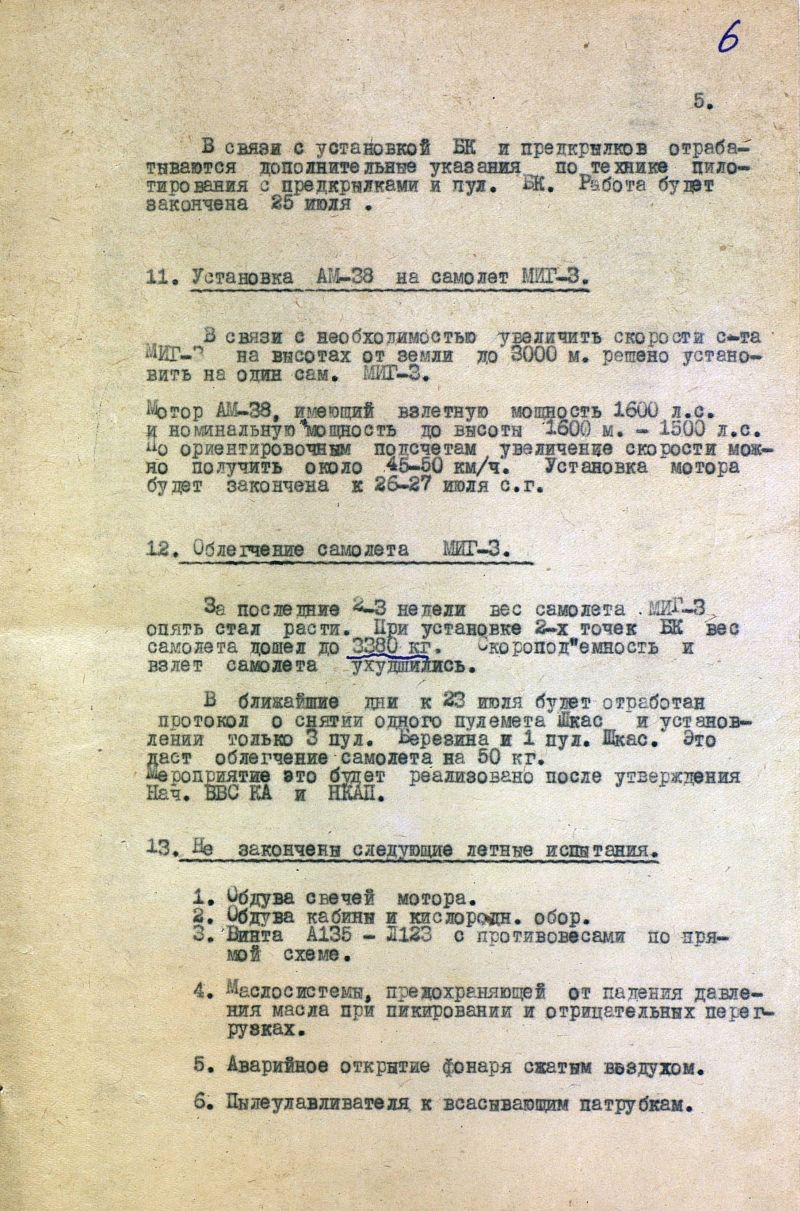 6
5.
В связи с установкой БК и предкрылков отраба-
тываются дополнительные указания по технике пило-
тирования с предкрылками и пул. БК. Работа будет
закончена 25 июля .
11. Установка АМ-38 на самолет МИГ-3.
В связи с необходимостью увеличить скорости с-та
МИГ-3 на высотах от земли до 3000 м. решено устано-
вить на один сам. МИГ-3.
Мотор АМ-38, имеющий взлетную мощность 1600 л.с.
и номинальную мощность до высоты 1600 м. - 1500 л.с.
По ориентировочным подсчетам увеличение скорости мож-
но получить около 45-50 км/ч. Установка мотора
будет закончена к 26-27 июля с.г.
12. Облегчение самолета МИГ-3.
За последние 2-3 недели вес самолета МИГ-3
опять стал расти. При установке 2-х точек БК вес
самолета дошел до 3380 кг. Скоропод"емность и
взлет самолета ухудшились.
В ближайшие дни к 23 июля будет отработан
протокол о снятии одного пулемета Шкас и установ-
лении только 3 пул. Березина и 1 пул. Шкас. Это
даст облегчение самолета на 50 кг.
Мероприятие это будет реализовано после утверждения
Нач. ВВС КА и НКАП.
13. Не закончены следующие летные испытания.
1. Обдува свечей мотора.
2. Обдува кабины и кислородн. обор.
3. Винта А135 - Л123 с противовесами по пря-
мой схеме.
4. Маслосистемы, предохраняющей от падения давле-
ния масла при пикировании и отрицательных перег-
рузках.
5. Аварийное открытие фонаря сжатым воздухом.
6. Пылеулавливателя к всасывающим патрубкам.